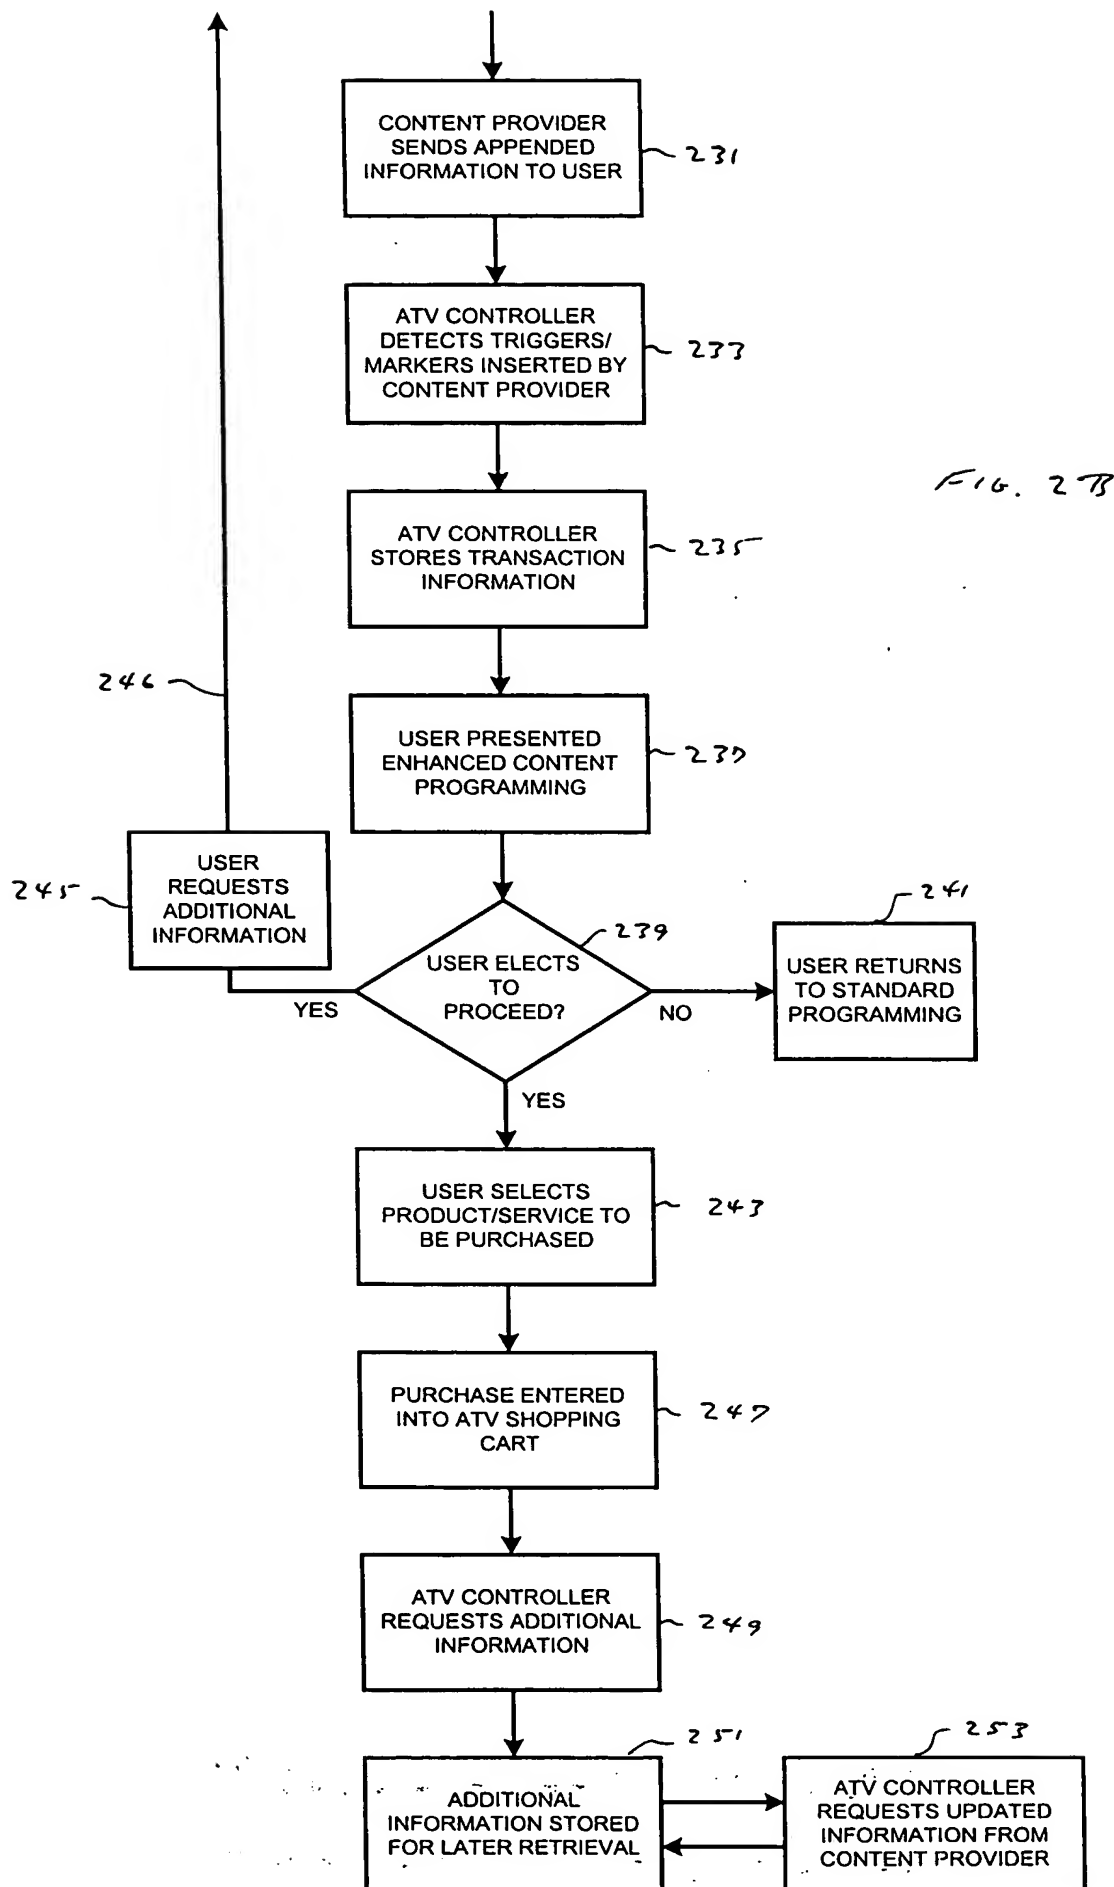 CONTENT PROVIDER
SENDS APPENDED
INFORMATION TO USER
231
ATV CONTROLLER
DETECTS TRIGGERS/
MARKERS INSERTED BY
CONTENT PROVIDER
233
FIG. 2B
ATV CONTROLLER
STORES TRANSACTION
INFORMATION
235
246
USER PRESENTED
ENHANCED CONTENT
PROGRAMMING
237
245
USER
REQUESTS
ADDITIONAL
INFORMATION
239
USER ELECTS
TO
PROCEED?
YES
NO
241
USER RETURNS
TO STANDARD
PROGRAMMING
YES
USER SELECTS
PRODUCT/SERVICE TO
BE PURCHASED
243
PURCHASE ENTERED
INTO ATV SHOPPING
CART
247
ATV CONTROLLER
REQUESTS ADDITIONAL
INFORMATION
249
251
ADDITIONAL
INFORMATION STORED
FOR LATER RETRIEVAL
253
ATV CONTROLLER
REQUESTS UPDATED
INFORMATION FROM
CONTENT PROVIDER